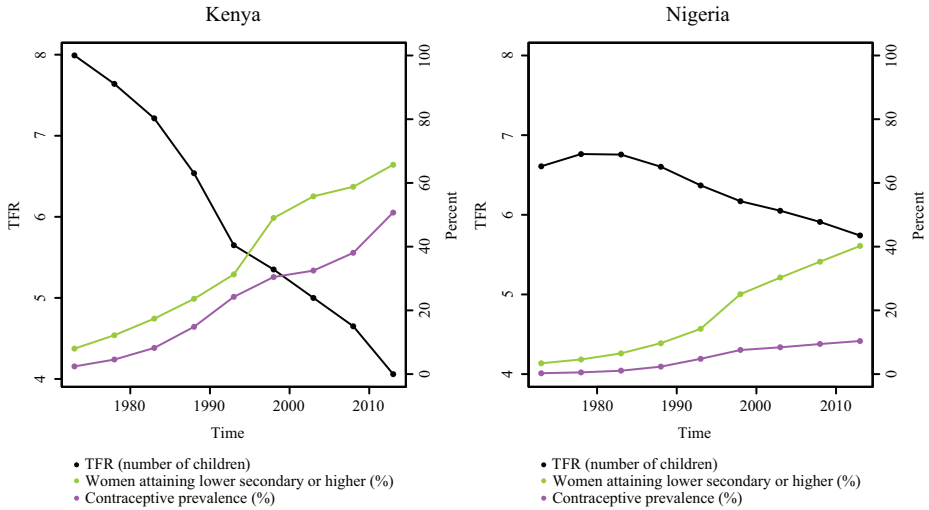 Kenya
8
7
6
5
4
TFR
100
80
60
40
20
0
Percent
1980
1990
2000
2010
Time
TFR (number of children)
Women attaining lower secondary or higher (%)
Contraceptive prevalence (%)
Nigeria
8
7
6
5
4
TFR
100
80
60
40
20
0
Percent
1980
1990
2000
2010
Time
TFR (number of children)
Women attaining lower secondary or higher (%)
Contraceptive prevalence (%)